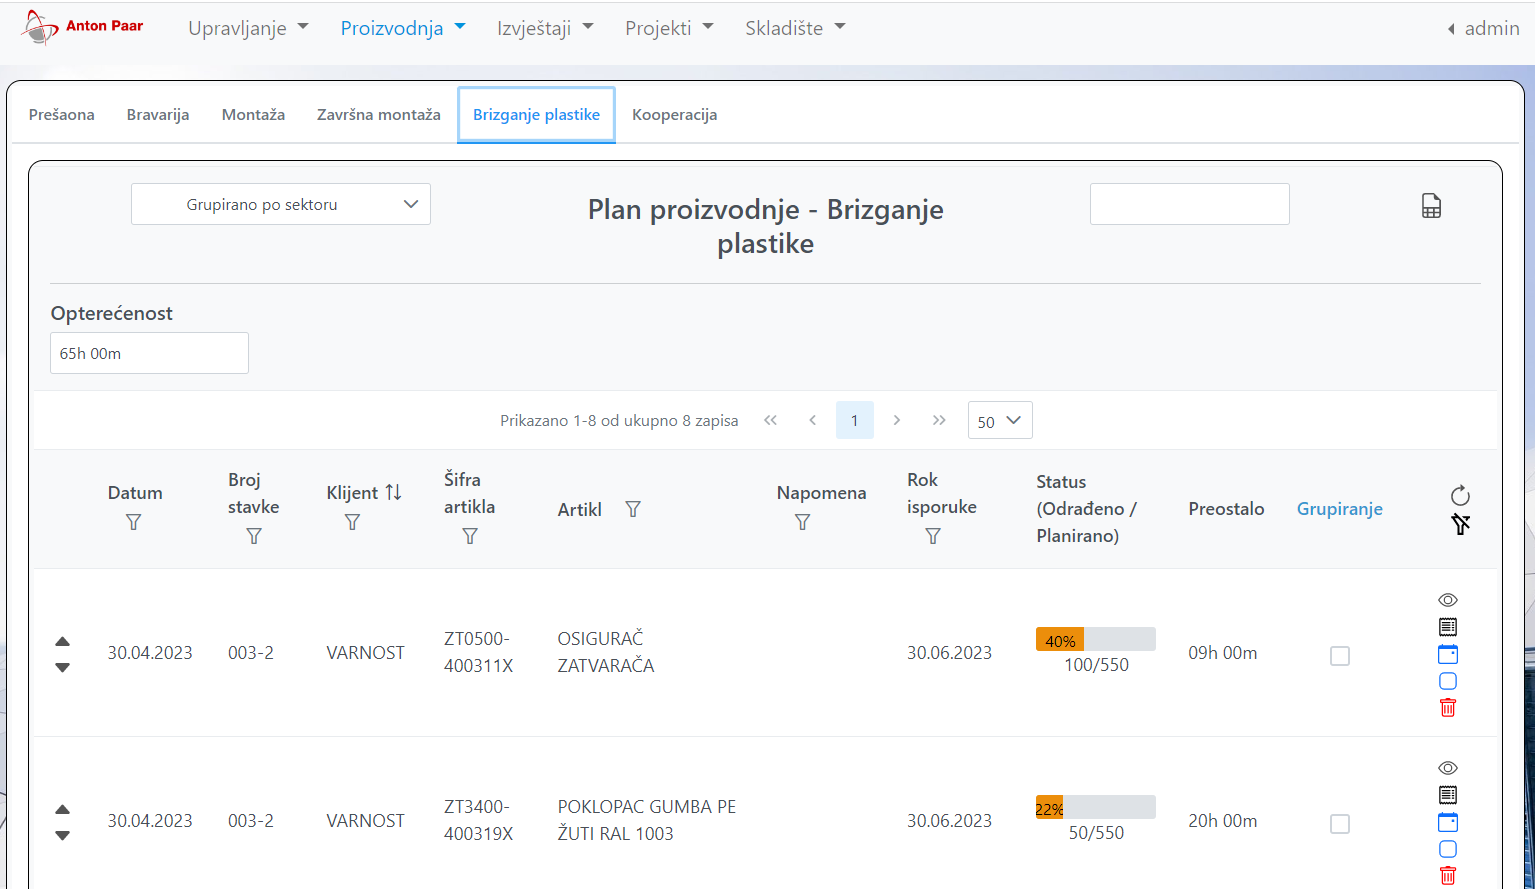 Anton Paar
Upravljanje
Proizvodnja
Izvještaji
Projekti
Skladište
admin
Prešaona
Bravarija
Montaža
Završna montaža
Brizganje plastike
Kooperacija
Grupirano po sektoru
Plan proizvodnje - Brizganje
plastike
Opterećenost
65h 00m
Prikazano 1-8 od ukupno 8 zapisa
1
50
Datum
Broj
stavke
Klijent
Šifra
artikla
Artikl
Napomena
Rok
isporuke
Status
(Odrađeno /
Planirano)
Preostalo
Grupiranje
30.04.2023
003-2
VARNOST
ZT0500-
400311X
OSIGURAČ
ZATVARAČA
30.06.2023
40%
100/550
09h 00m
30.04.2023
003-2
VARNOST
ZT3400-
400319X
POKLOPAC GUMBA PE
ŽUTI RAL 1003
30.06.2023
22%
50/550
20h 00m